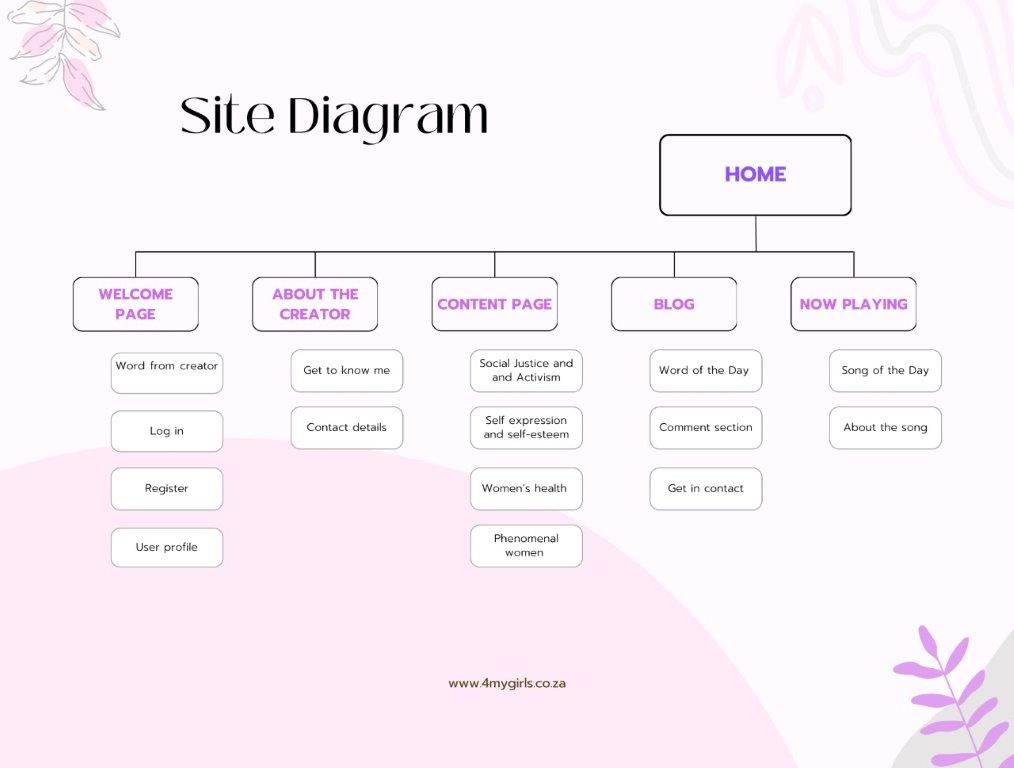 Site Diagram
HOME
WELCOME
PAGE
ABOUT THE
CREATOR
CONTENT PAGE
BLOG
NOW PLAYING
Word from creator
Log in
Register
User profile
Get to know me
Contact details
Social Justice and
and Activism
Self expression
and self-esteem
Women's health
Phenomenal
women
Word of the Day
Comment section
Get in contact
Song of the Day
About the song
www.4mygirls.co.za